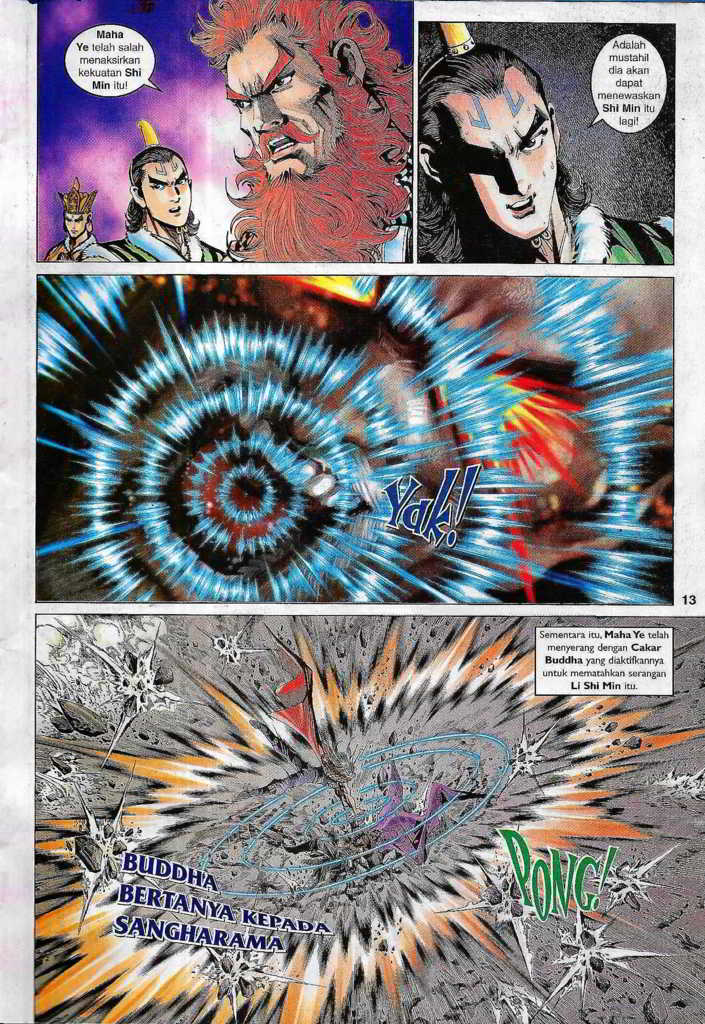 Maha
Ye telah salah
menaksirkan
kekuatan Shi
Min itu!
Adalah
mustahil
dia akan
dapat
menewaskan
Shi Min itu
lagi!
Yak!
13
Sementara itu, Maha Ye telah
menyerang dengan Cakar
Buddha yang diaktifkannya
untuk mematahkan serangan
Li Shi Min itu.
BUDDHA
BERTANYA KEPADA
SANGHARAMA
PONG!